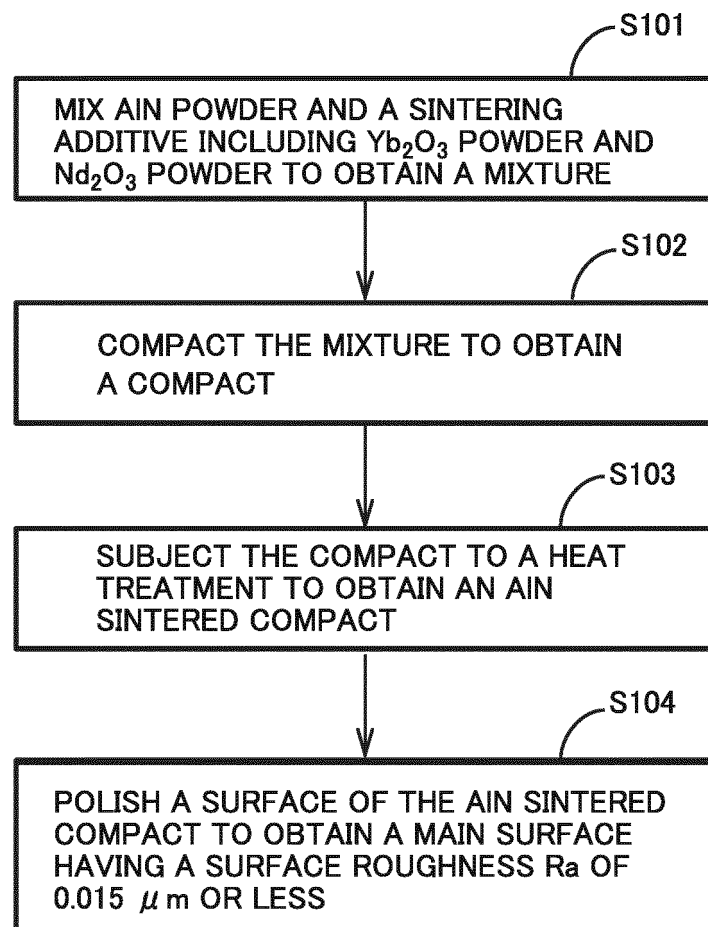 S101
MIX AlN POWDER AND A SINTERING
ADDITIVE INCLUDING Yb₂O₃ POWDER AND
Nd₂O₃ POWDER TO OBTAIN A MIXTURE
S102
COMPACT THE MIXTURE TO OBTAIN
A COMPACT
S103
SUBJECT THE COMPACT TO A HEAT
TREATMENT TO OBTAIN AN AlN
SINTERED COMPACT
S104
POLISH A SURFACE OF THE AlN SINTERED
COMPACT TO OBTAIN A MAIN SURFACE
HAVING A SURFACE ROUGHNESS Ra OF
0.015 μm OR LESS